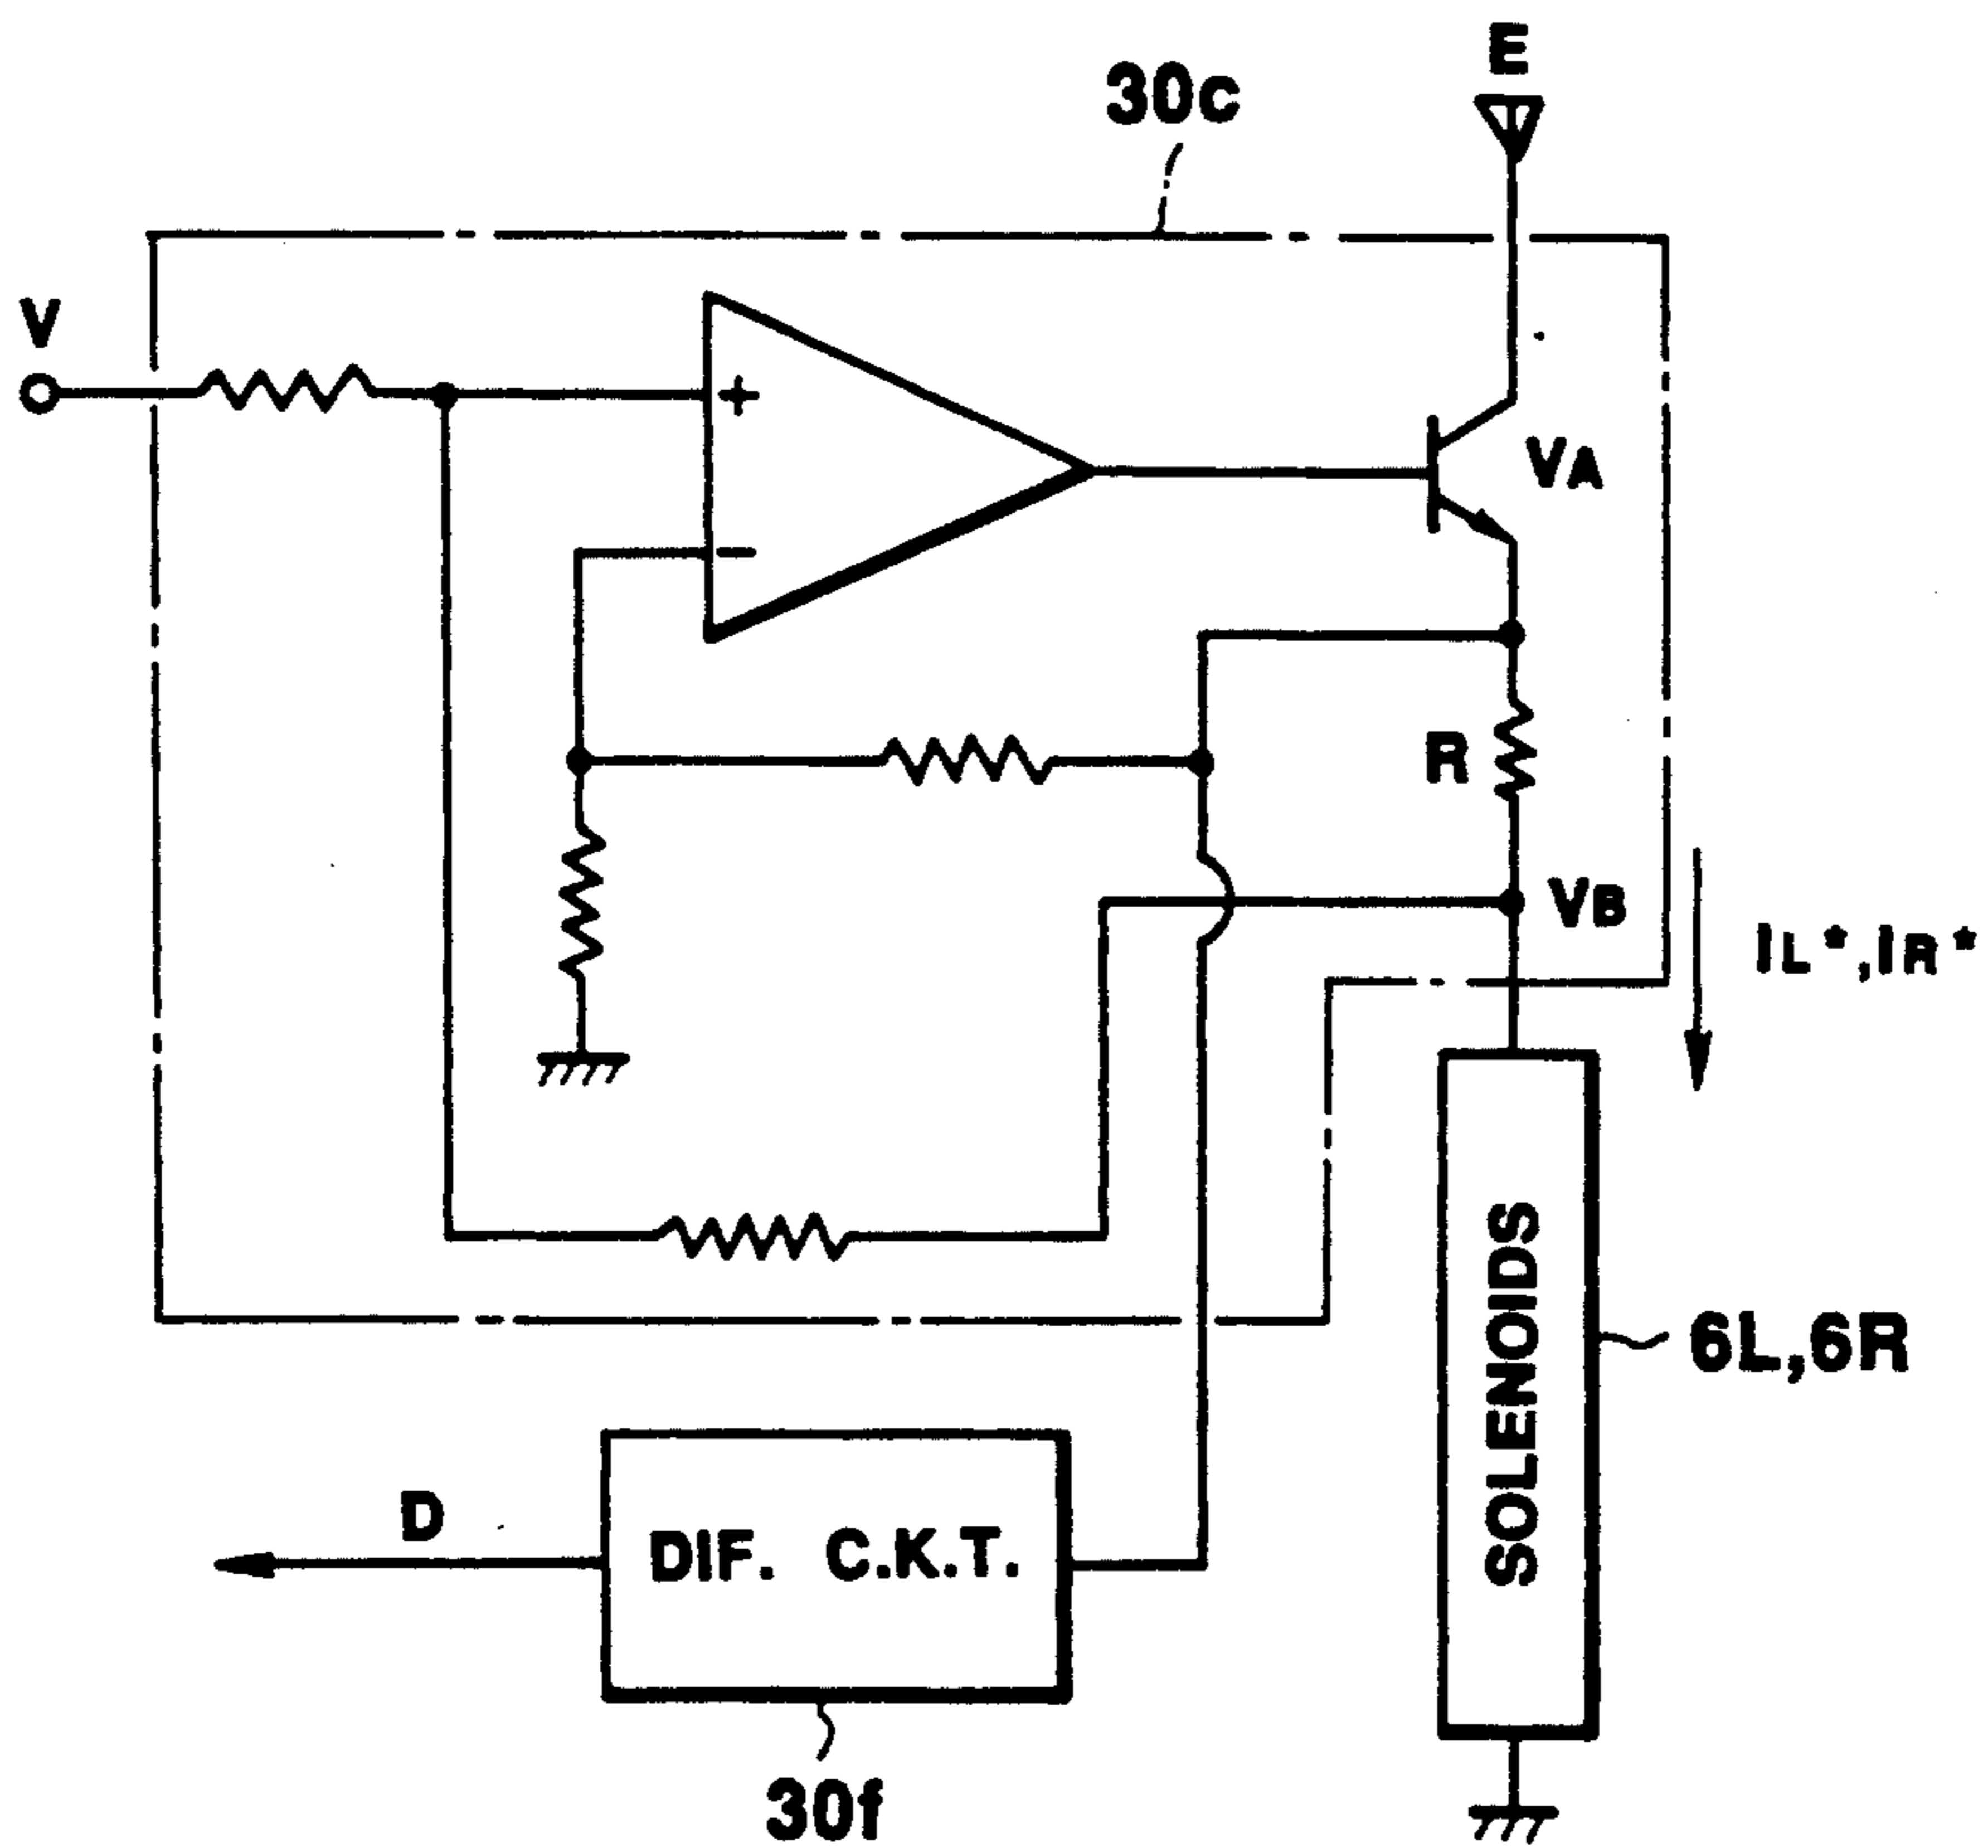 E
30c
V
+
VA
−
R
VB
IL*,IR*
SOLENOIDS
6L,6R
D
DIF. C.K.T.
30f